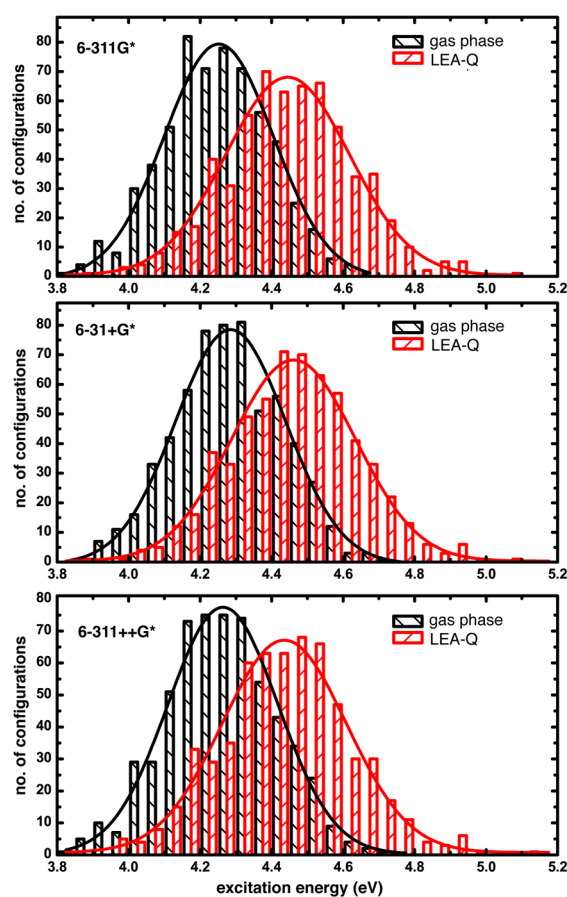 6-311G*
gas phase
LEA-Q
no. of configurations
80
70
60
50
40
30
20
10
0
3.8 4.0 4.2 4.4 4.6 4.8 5.0 5.2
6-31+G*
gas phase
LEA-Q
no. of configurations
80
70
60
50
40
30
20
10
0
3.8 4.0 4.2 4.4 4.6 4.8 5.0 5.2
6-311++G*
gas phase
LEA-Q
no. of configurations
80
70
60
50
40
30
20
10
0
3.8 4.0 4.2 4.4 4.6 4.8 5.0 5.2
excitation energy (eV)